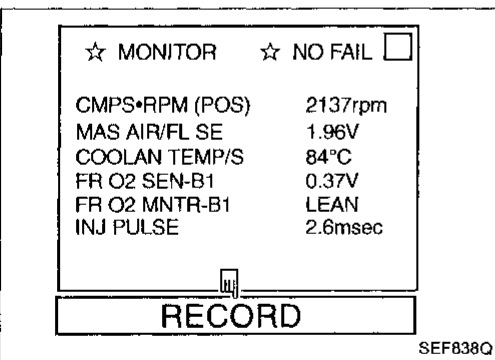 ☆ MONITOR ☆ NO FAIL
CMPS•RPM (POS) 2137rpm
MAS AIR/FL SE 1.96V
COOLAN TEMP/S 84°C
FR O2 SEN-B1 0.37V
FR O2 MNTR-B1 LEAN
INJ PULSE 2.6msec
RECORD
SEF838Q